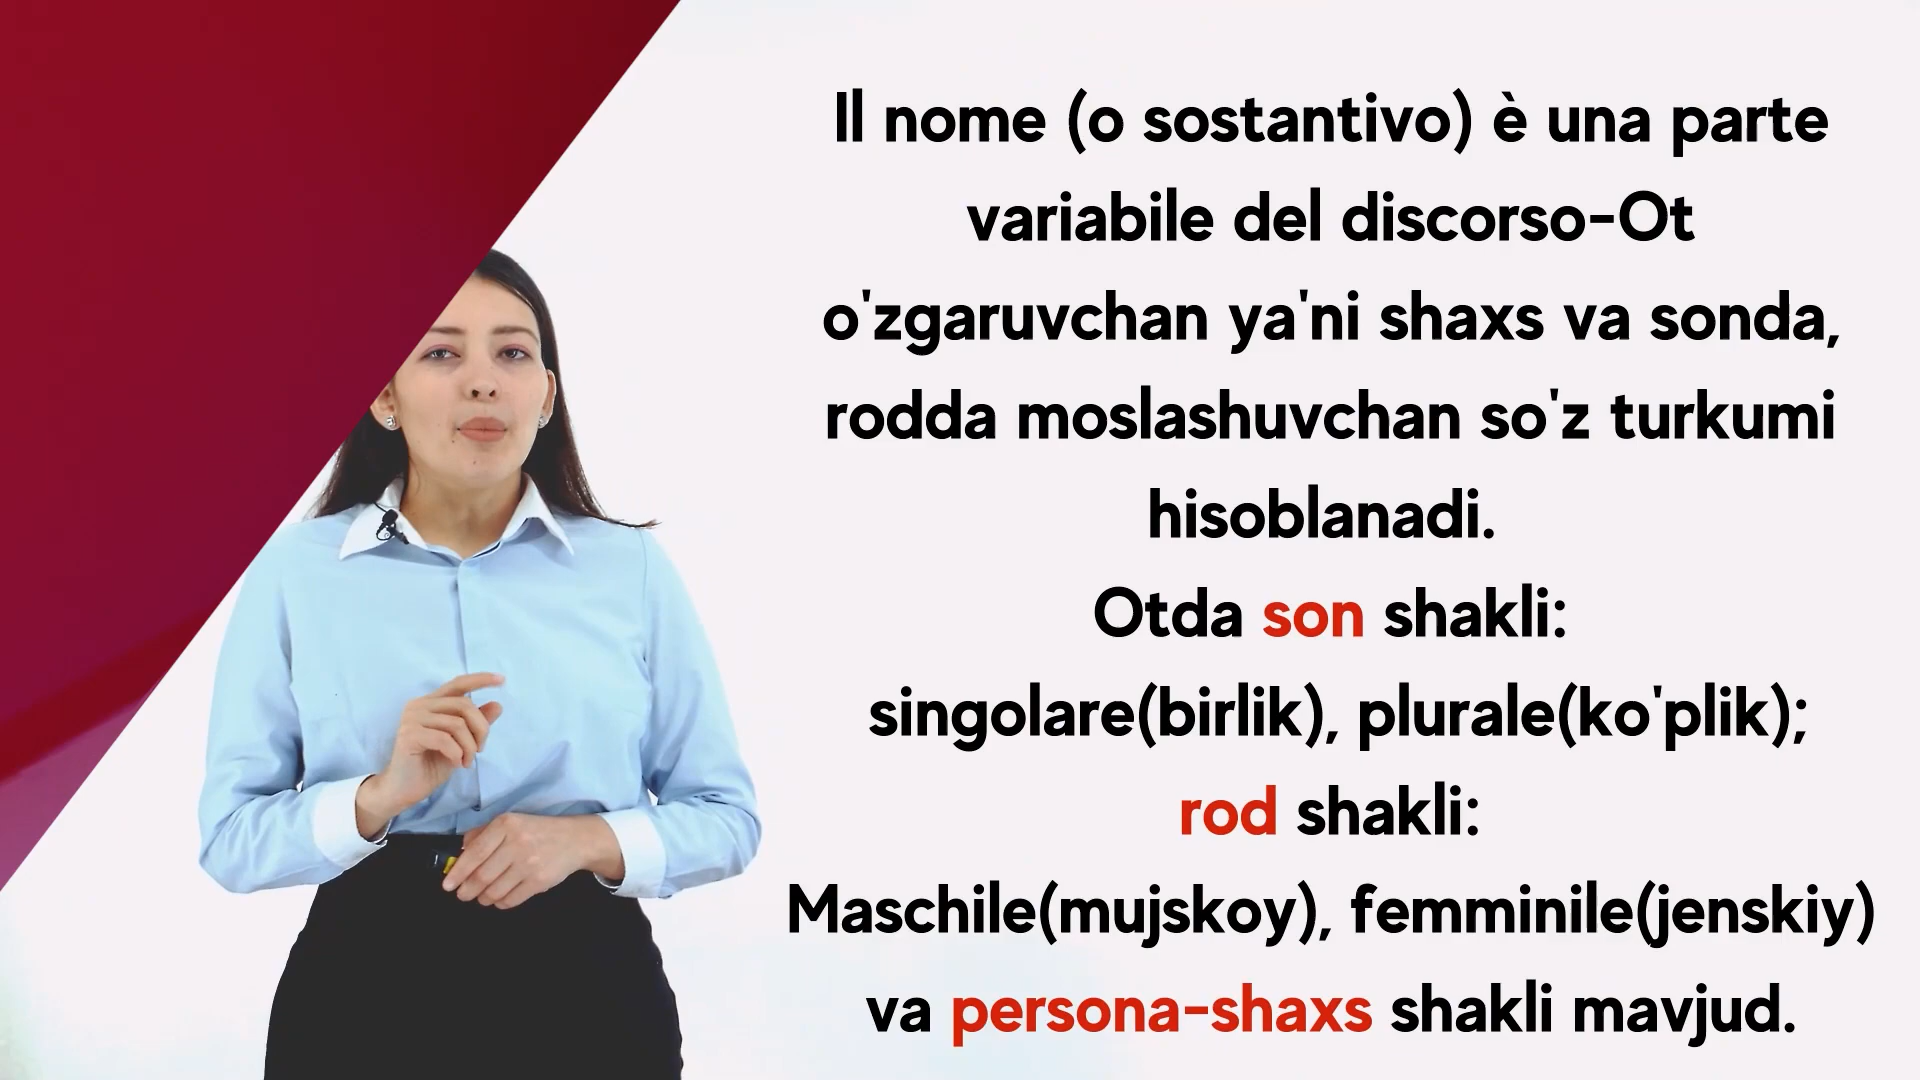 Il nome (o sostantivo) è una parte
variabile del discorso-Ot
o'zgaruvchan ya'ni shaxs va sonda,
rodda moslashuvchan so'z turkumi
hisoblanadi.
Otda son shakli:
singolare(birlik), plurale(ko'plik);
rod shakli:
Maschile(mujskoy), femminile(jenskiy)
va persona-shaxs shakli mavjud.